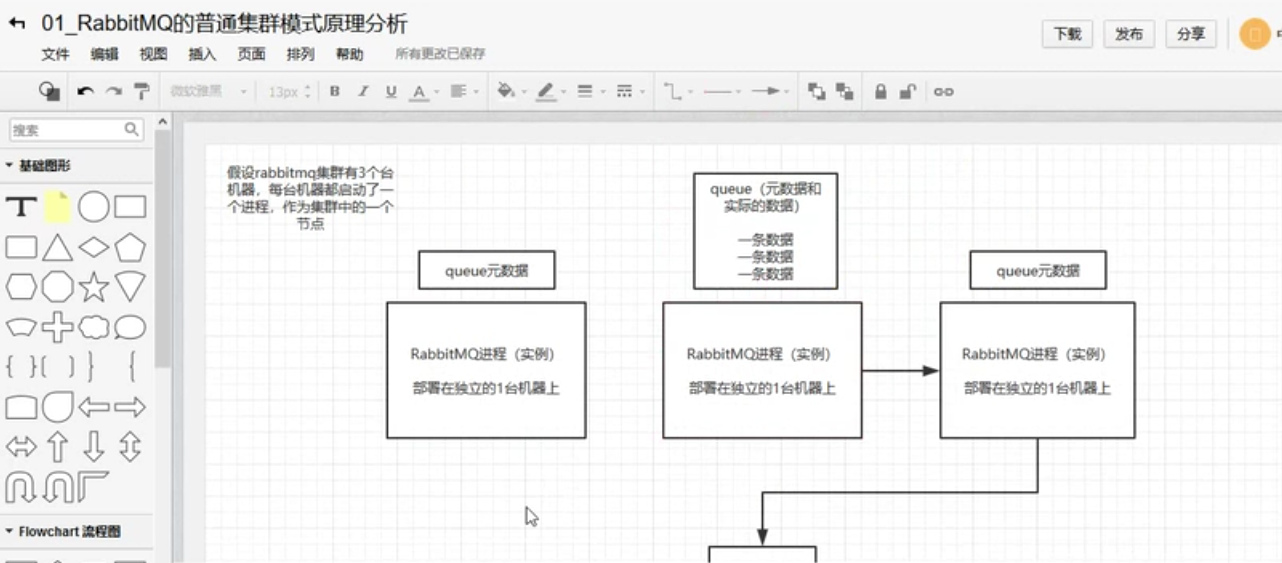 01_RabbitMQ的普通集群模式原理分析
文件 编辑 视图 插入 页面 排列 帮助 所有更改已保存
下载 发布 分享
微软雅黑 13px B I U A
搜索
基础图形
T
Flowchart 流程图
假设rabbitmq集群有3个台
机器，每台机器都启动了一
个进程，作为集群中的一个
节点
queue元数据
queue（元数据和
实际的数据）
一条数据
一条数据
一条数据
queue元数据
RabbitMQ进程（实例）
部署在独立的1台机器上
RabbitMQ进程（实例）
部署在独立的1台机器上
RabbitMQ进程（实例）
部署在独立的1台机器上